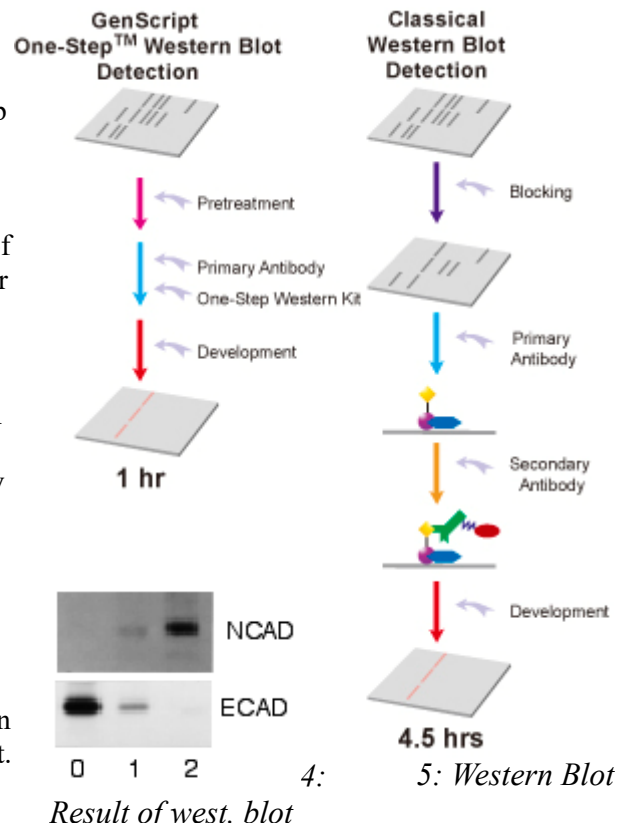 GenScript
One-Step™ Western Blot
Detection
Pretreatment
Primary Antibody
One-Step Western Kit
Development
1 hr
Classical
Western Blot
Detection
Blocking
Primary
Antibody
Secondary
Antibody
Development
4.5 hrs
of
NCAD
ECAD
0 1 2
t.
4:
5: Western Blot
Result of west. blot